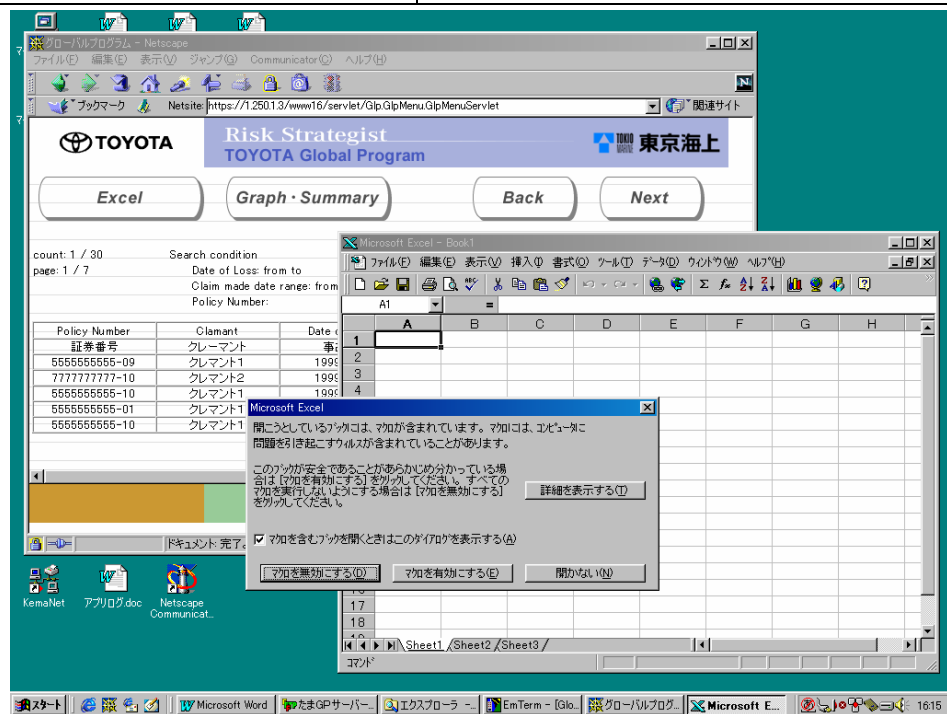 グローバルプログラム - Netscape
ファイル(F) 編集(E) 表示(V) ジャンプ(G) Communicator(C) ヘルプ(H)
ブックマーク Netsite: https://1.250.1.3/www16/servlet/Glp.GlpMenu.GlpMenuServlet 関連サイト
TOYOTA
Risk Strategist
TOYOTA Global Program
東京海上
Excel
Graph・Summary
Back
Next
count: 1 / 30 Search condition
page: 1 / 7 Date of Loss: from to
Claim made date range: from
Policy Number:
Policy Number Clamant Date
証券番号 クレーマント
5555555555-09 クレマント1 1999
7777777777-10 クレマント2 1999
5555555555-10 クレマント1 1999
5555555555-01 クレマント1
5555555555-10 クレマント1
ドキュメント: 完了。
Microsoft Excel - Book1
ファイル(F) 編集(E) 表示(V) 挿入(I) 書式(O) ツール(T) データ(D) ウィンドウ(W) ヘルプ(H)
A1 =
A B C D E F G H
1
2
3
4
Microsoft Excel
開こうとしているブックには、マクロが含まれています。マクロには、コンピュータに
問題を引き起こすウィルスが含まれていることがあります。
このブックが安全であることがあらかじめ分かっている場
合は [マクロを有効にする] をクリックしてください。すべての
マクロを実行しないようにする場合は [マクロを無効にする]
をクリックしてください。
詳細を表示する(T)
マクロを含むブックを開くときはこのダイアログを表示する(A)
マクロを無効にする(D) マクロを有効にする(E) 開かない(N)
17
18
Sheet1 Sheet2 Sheet3
コマンド
KemaNet
アプリログ.doc
Netscape
Communicat...
スタート Microsoft Word たまGPサーバー... エクスプローラ -... EmTerm - [Glo... グローバルプログ... Microsoft E... 16:15